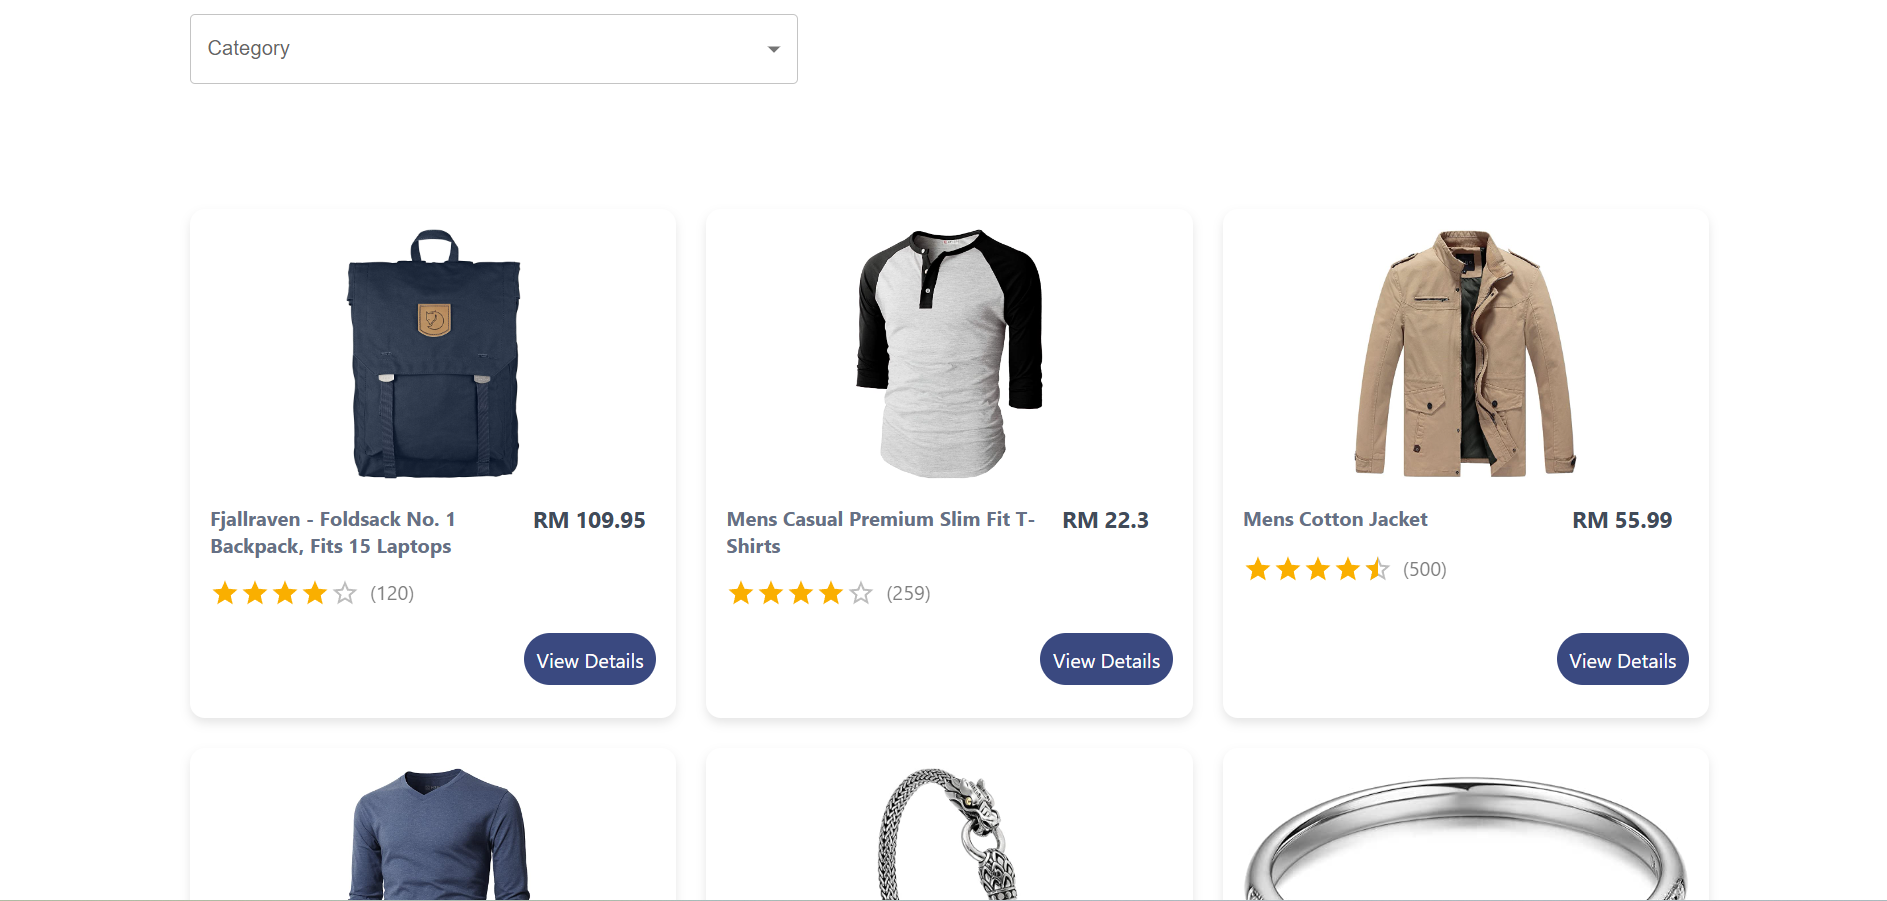 Category
Fjallraven - Foldsack No. 1
Backpack, Fits 15 Laptops
RM 109.95
(120)
View Details
Mens Casual Premium Slim Fit T-
Shirts
RM 22.3
(259)
View Details
Mens Cotton Jacket
RM 55.99
(500)
View Details